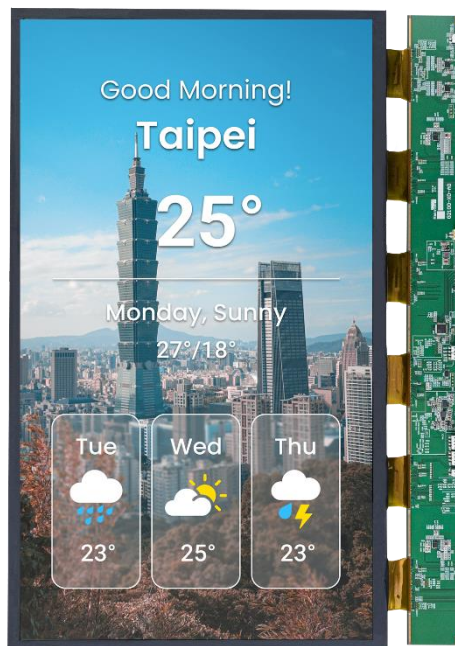 Good Morning!
Taipei
25°
Monday, Sunny
27°/18°
Tue
Wed
Thu
23°
25°
23°